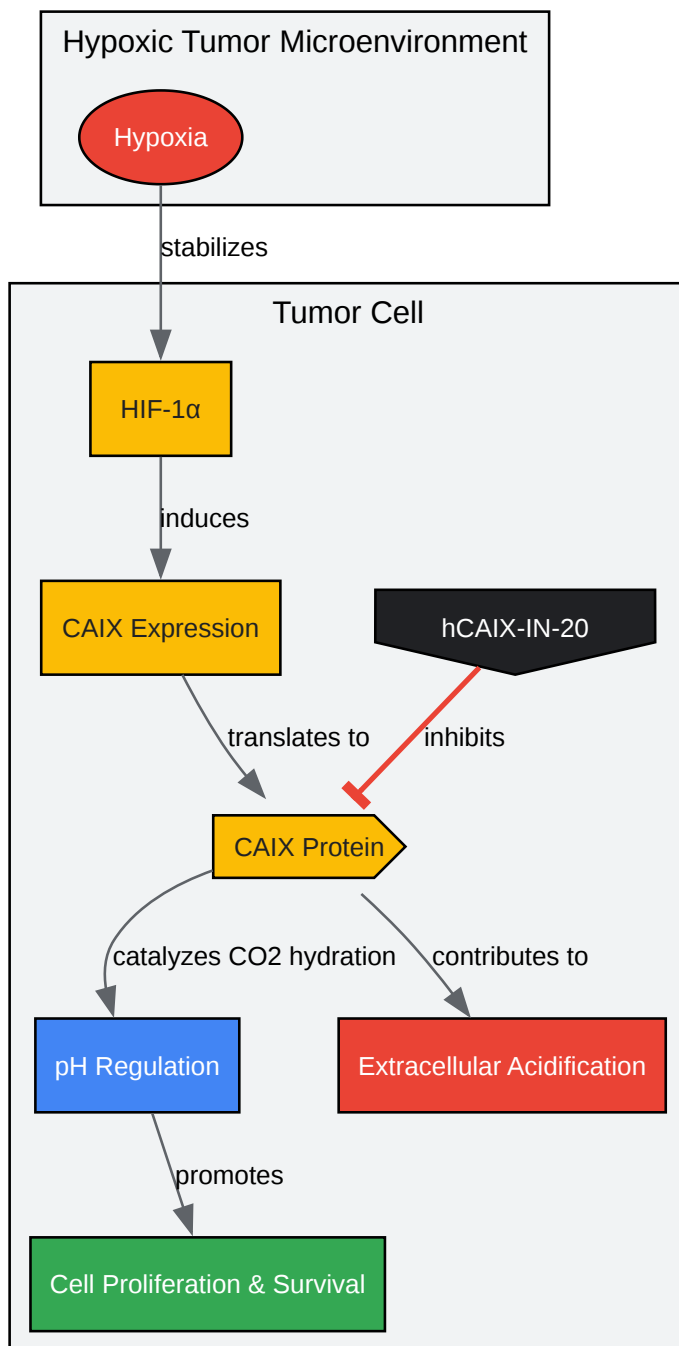 Hypoxic Tumor Microenvironment
Hypoxia
stabilizes
Tumor Cell
HIF-1α
induces
CAIX Expression
hCAIX-IN-20
translates to
inhibits
CAIX Protein
catalyzes CO2 hydration
contributes to
pH Regulation
Extracellular Acidification
promotes
Cell Proliferation & Survival